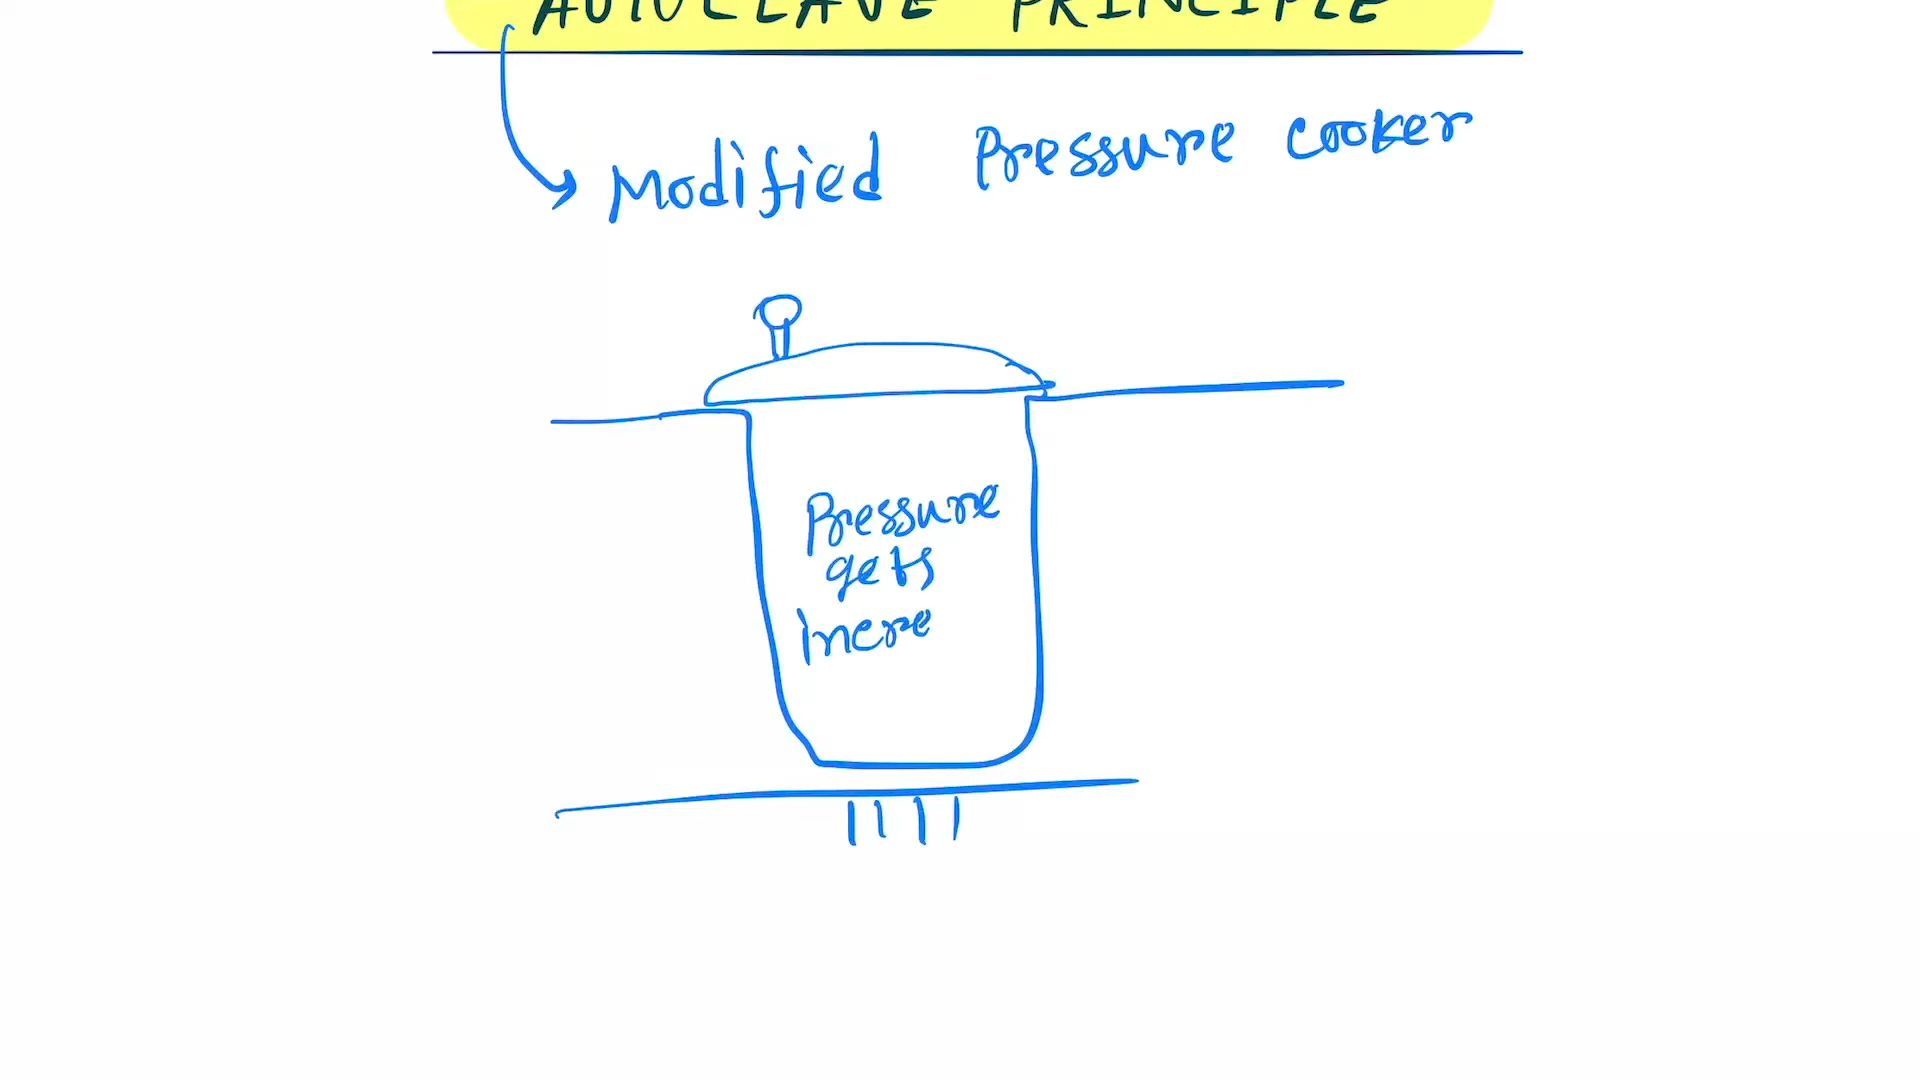 AUTOCLAVE PRINCIPLE
Modified Pressure cooker
Pressure
gets
incre